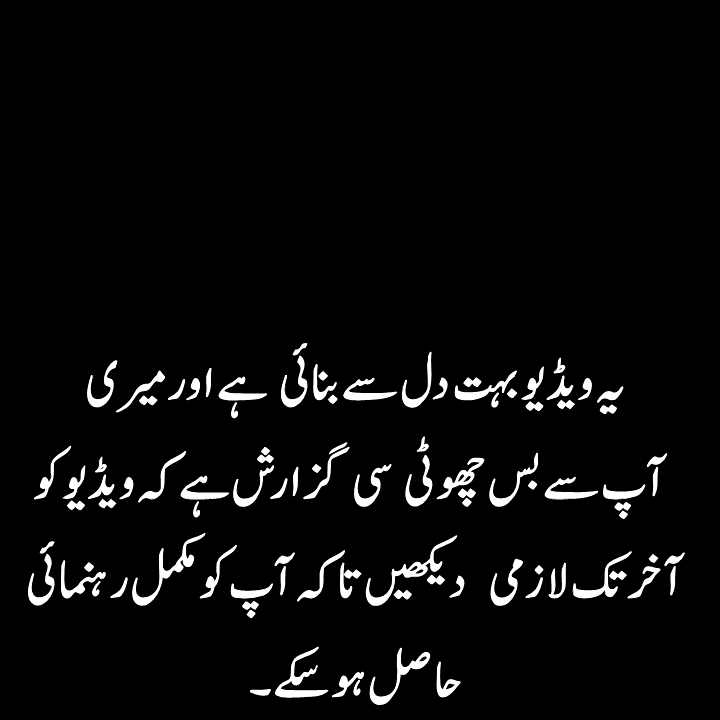 یہ ویڈیو بہت دل سے بنائی ہے اور میری
آپ سے بس چھوٹی سی گزارش ہے کہ ویڈیو کو
آخر تک لازمی دیکھیں تاکہ آپ کو مکمل رہنمائی
حاصل ہو سکے۔